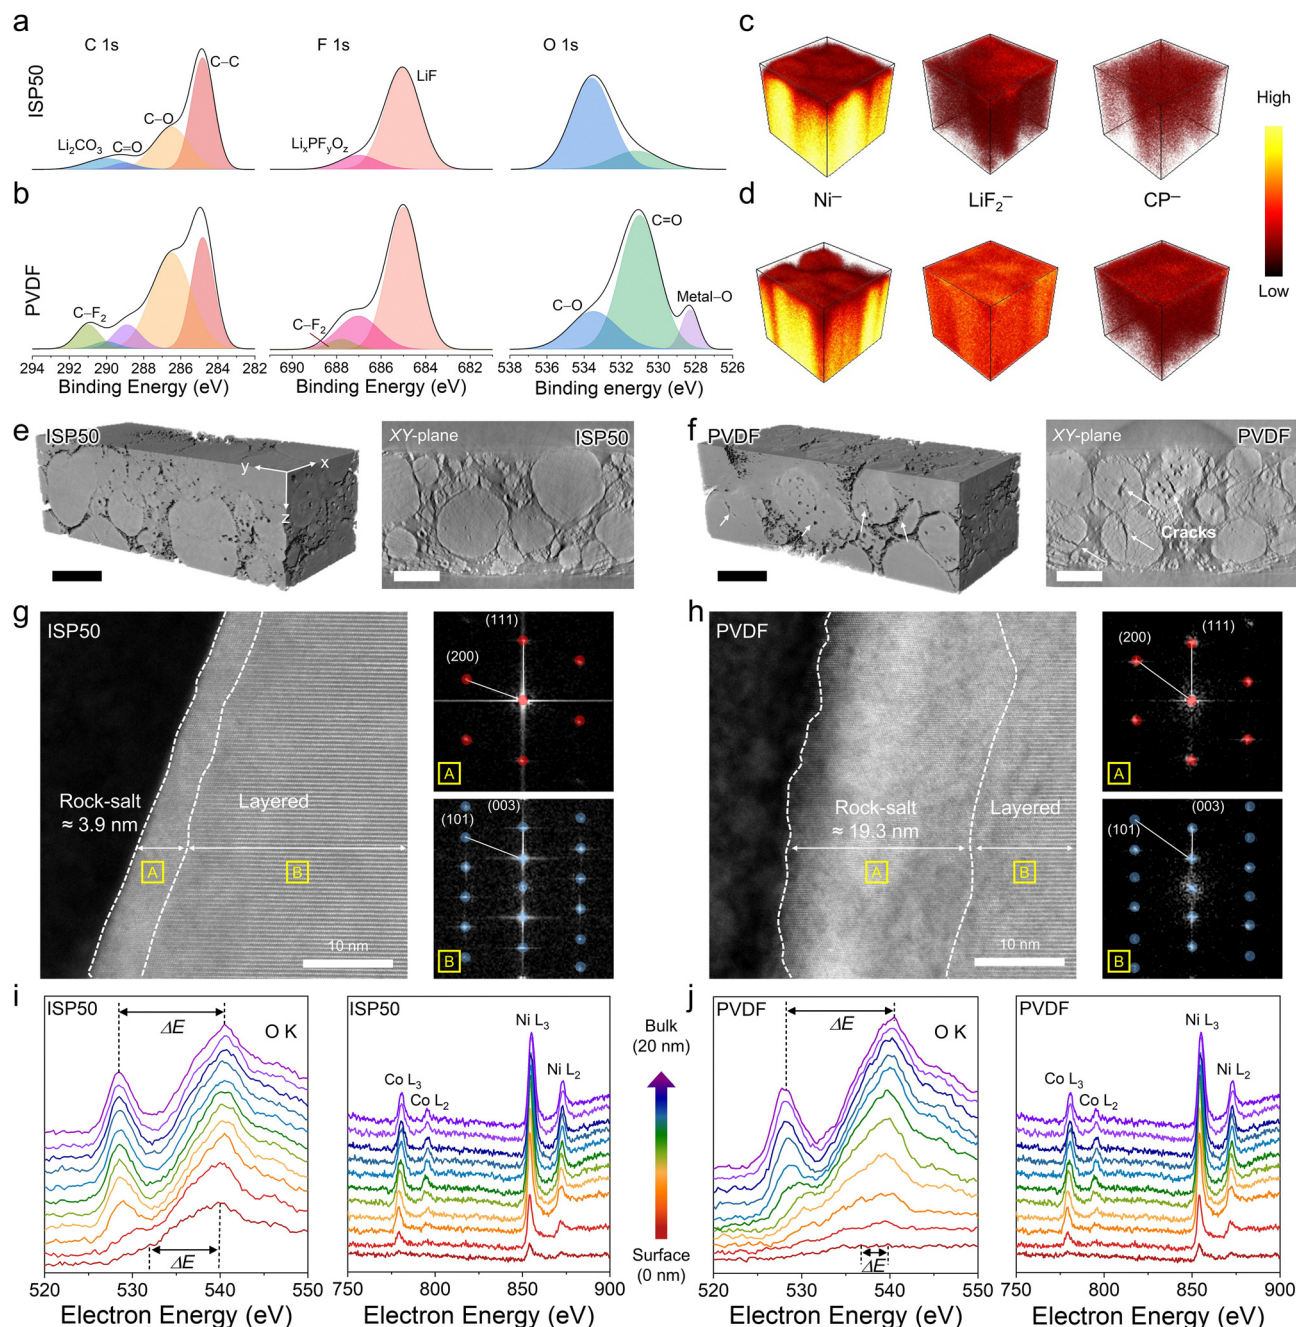 a
C 1s
F 1s
O 1s
c
ISP50
C–C
C–O
Li₂CO₃
C=O
LiF
LiₓPFᵧO_z
High
Low
b
PVDF
C–F₂
C–F₂
C=O
C–O
Metal–O
294 292 290 288 286 284 282
690 688 686 684 682
536 534 532 530 528 526
Binding Energy (eV)
Binding Energy (eV)
Binding energy (eV)
Ni⁻
LiF₂⁻
CP⁻
d
e
ISP50
y
x
z
XY-plane
ISP50
f
PVDF
XY-plane
PVDF
Cracks
g
ISP50
Rock-salt
≈ 3.9 nm
Layered
A
B
10 nm
(111)
(200)
A
(003)
(101)
B
h
PVDF
Rock-salt
≈ 19.3 nm
Layered
A
B
10 nm
(111)
(200)
A
(003)
(101)
B
i
ISP50
ΔE
O K
ΔE
520 530 540 550
Electron Energy (eV)
ISP50
Ni L₃
Ni L₂
Co L₃
Co L₂
750 800 850 900
Electron Energy (eV)
Bulk
(20 nm)
Surface
(0 nm)
j
PVDF
ΔE
O K
ΔE
520 530 540 550
Electron Energy (eV)
PVDF
Ni L₃
Ni L₂
Co L₃
Co L₂
750 800 850 900
Electron Energy (eV)